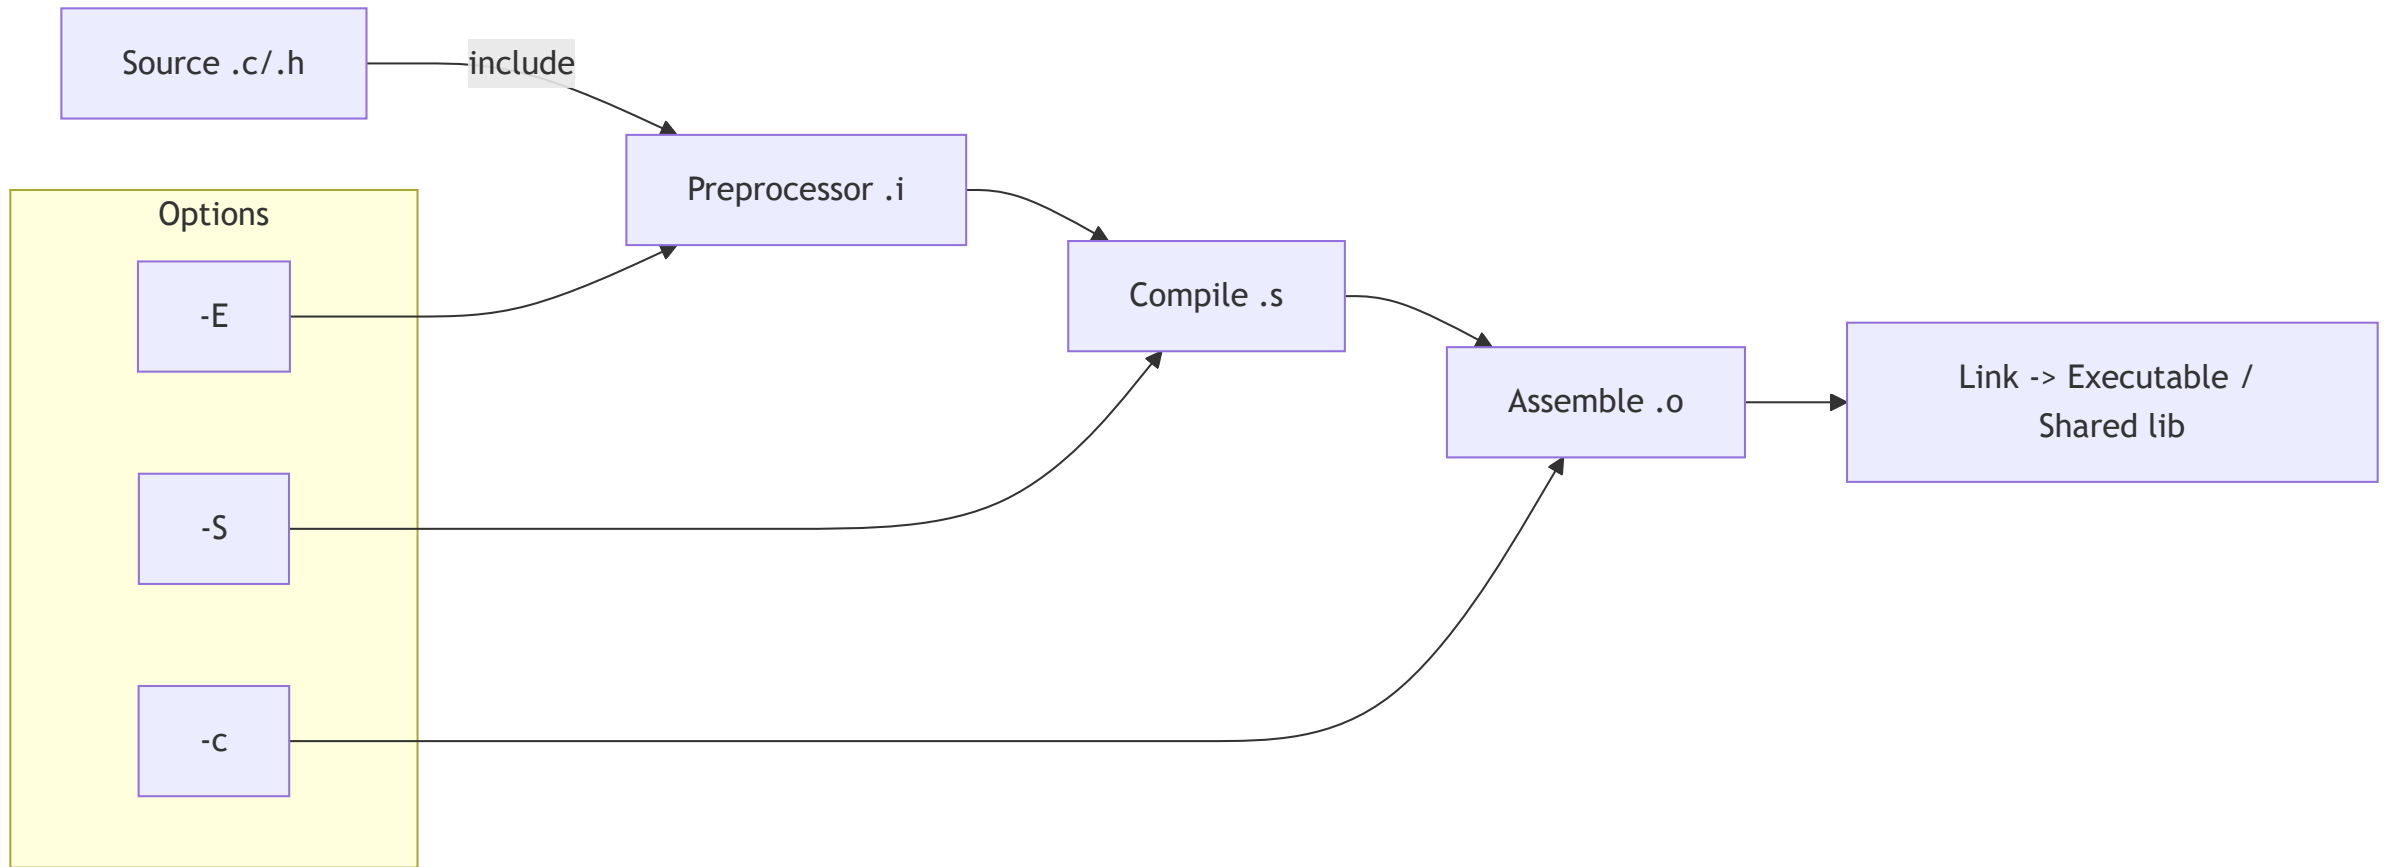 Source .c/.h
include
Preprocessor .i
Options
-E
Compile .s
Link -> Executable /
Shared lib
Assemble .o
-S
-c